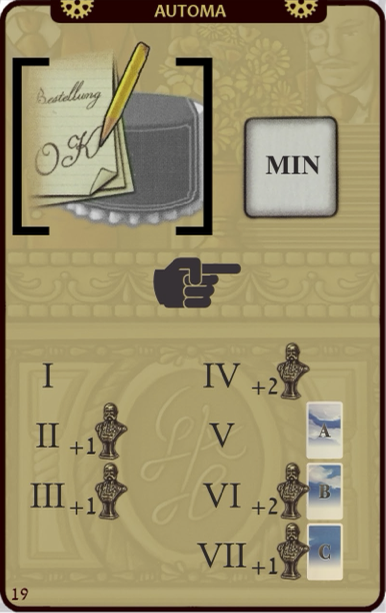 AUTOMA
Bestellung
OK
MIN
I
II +1
III +1
IV +2
V A
VI +2 B
VII +1 C
19